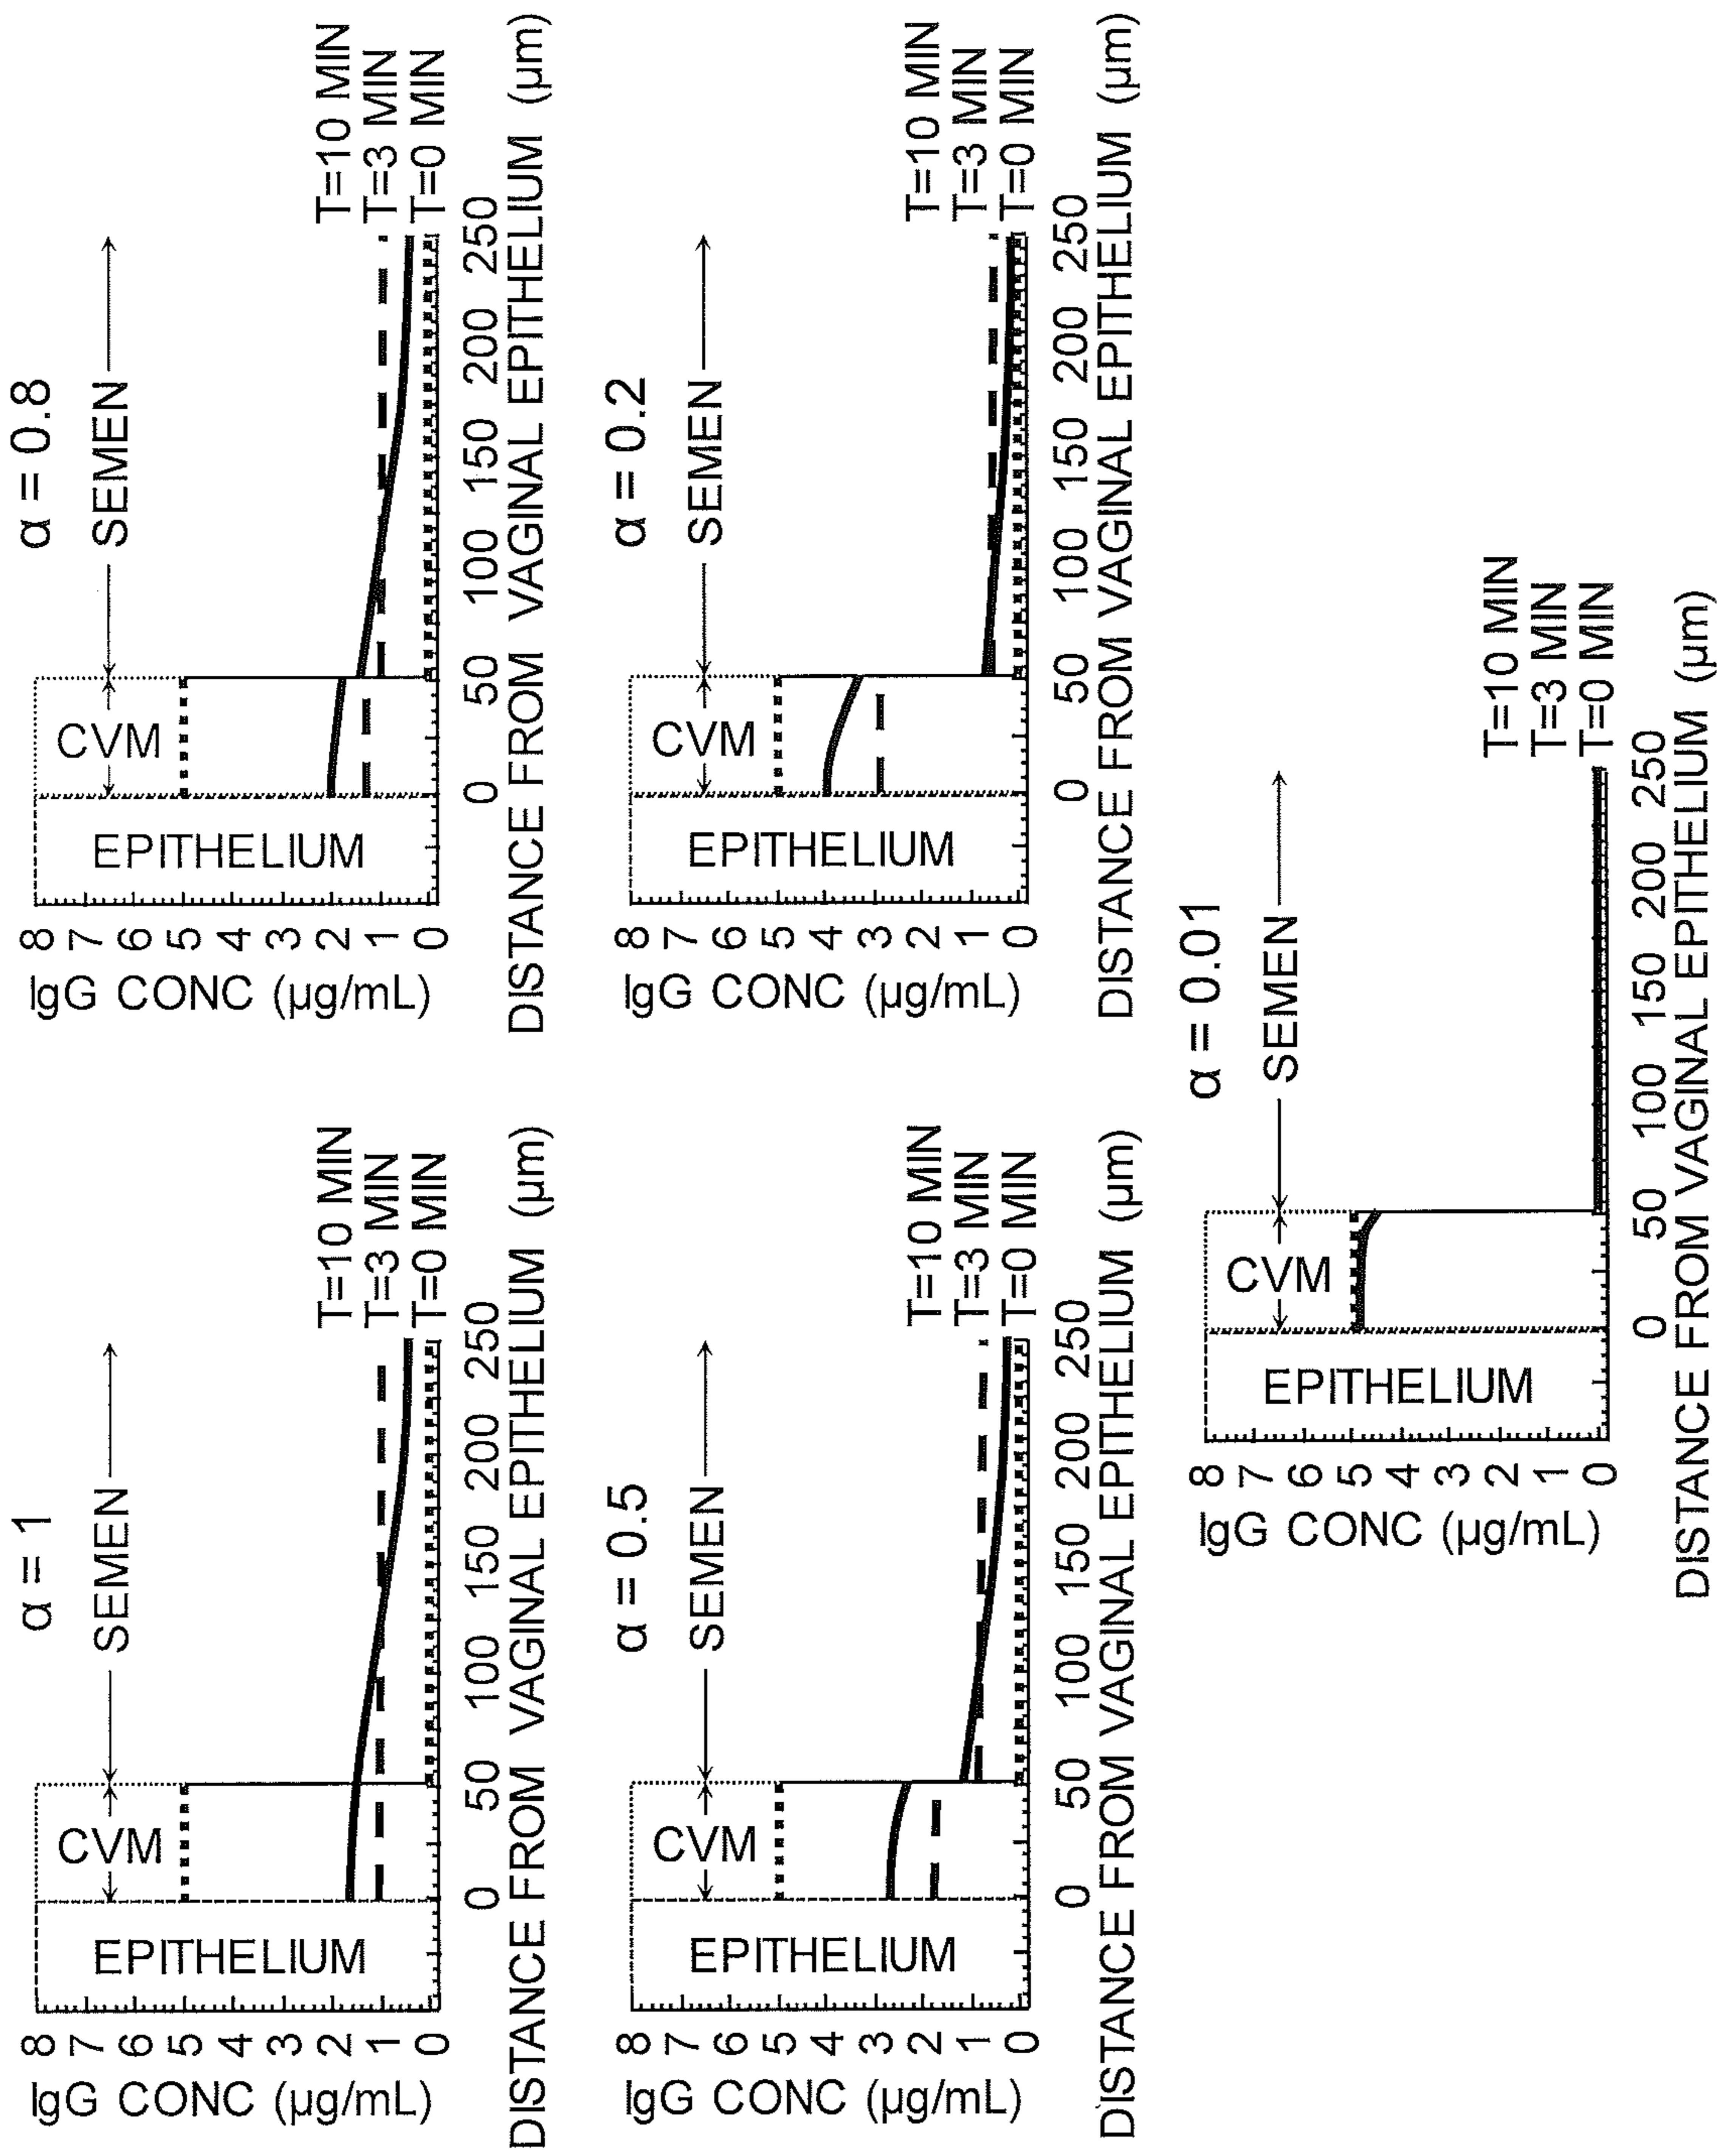 α = 1
SEMEN
CVM
EPITHELIUM
8
7
6
5
4
3
2
1
0
IgG CONC (µg/mL)
T=10 MIN
T=3 MIN
T=0 MIN
0 50 100 150 200 250
DISTANCE FROM VAGINAL EPITHELIUM (µm)
α = 0.8
SEMEN
CVM
EPITHELIUM
8
7
6
5
4
3
2
1
0
IgG CONC (µg/mL)
T=10 MIN
T=3 MIN
T=0 MIN
0 50 100 150 200 250
DISTANCE FROM VAGINAL EPITHELIUM (µm)
α = 0.5
SEMEN
CVM
EPITHELIUM
8
7
6
5
4
3
2
1
0
IgG CONC (µg/mL)
T=10 MIN
T=3 MIN
T=0 MIN
0 50 100 150 200 250
DISTANCE FROM VAGINAL EPITHELIUM (µm)
α = 0.2
SEMEN
CVM
EPITHELIUM
8
7
6
5
4
3
2
1
0
IgG CONC (µg/mL)
T=10 MIN
T=3 MIN
T=0 MIN
0 50 100 150 200 250
DISTANCE FROM VAGINAL EPITHELIUM (µm)
α = 0.01
SEMEN
CVM
EPITHELIUM
8
7
6
5
4
3
2
1
0
IgG CONC (µg/mL)
T=10 MIN
T=3 MIN
T=0 MIN
0 50 100 150 200 250
DISTANCE FROM VAGINAL EPITHELIUM (µm)